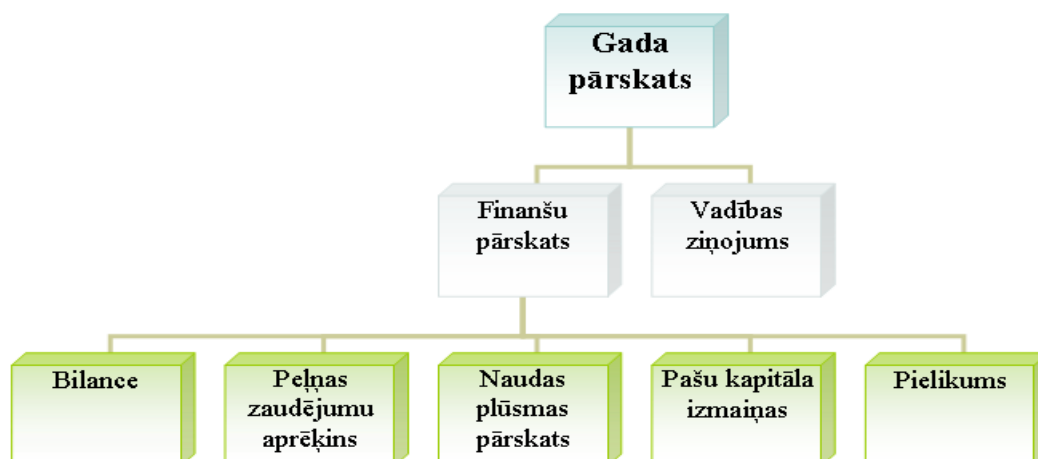 Gada
pārskats
Finanšu
pārskats
Vadības
ziņojums
Bilance
Peļņas
zaudējumu
aprēķins
Naudas
plūsmas
pārskats
Pašu kapitāla
izmaiņas
Pielikums